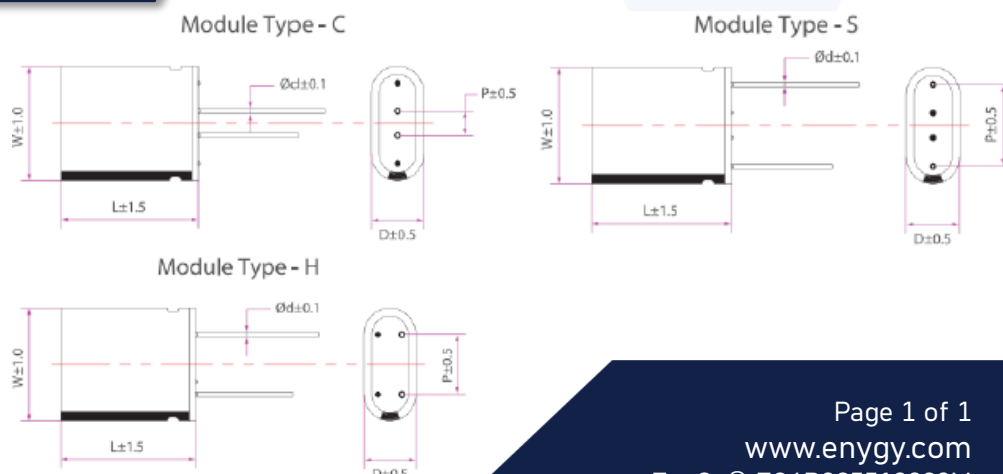 Module Type - C
Module Type - S
W±1.0
Ød±0.1
P±0.5
L±1.5
D±0.5
W±1.0
Ød±0.1
P±0.5
L±1.5
D±0.5
Module Type - H
W±1.0
Ød±0.1
P±0.5
L±1.5
D±0.5
Page 1 of 1
www.enygy.com